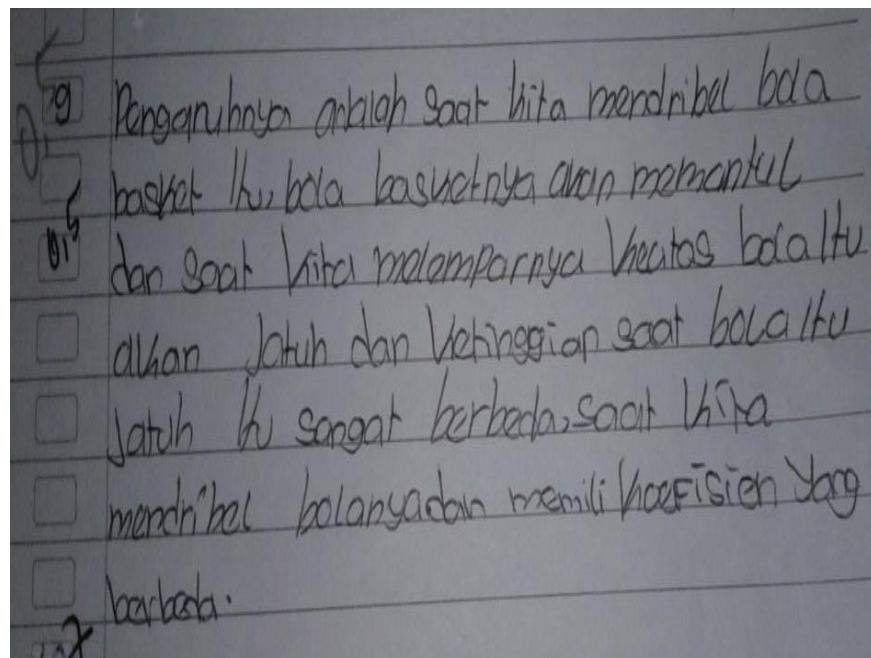 9 Pengaruhnya adalah saat kita mendribel bola
basket itu, bola basketnya akan memantul
dan saat kita melemparnya keatas bola itu
akan Jatuh dan ketinggian saat bola itu
Jatuh itu sangat berbeda, saat kita
mendribel bolanya dan memili koefisien yang
berbeda.